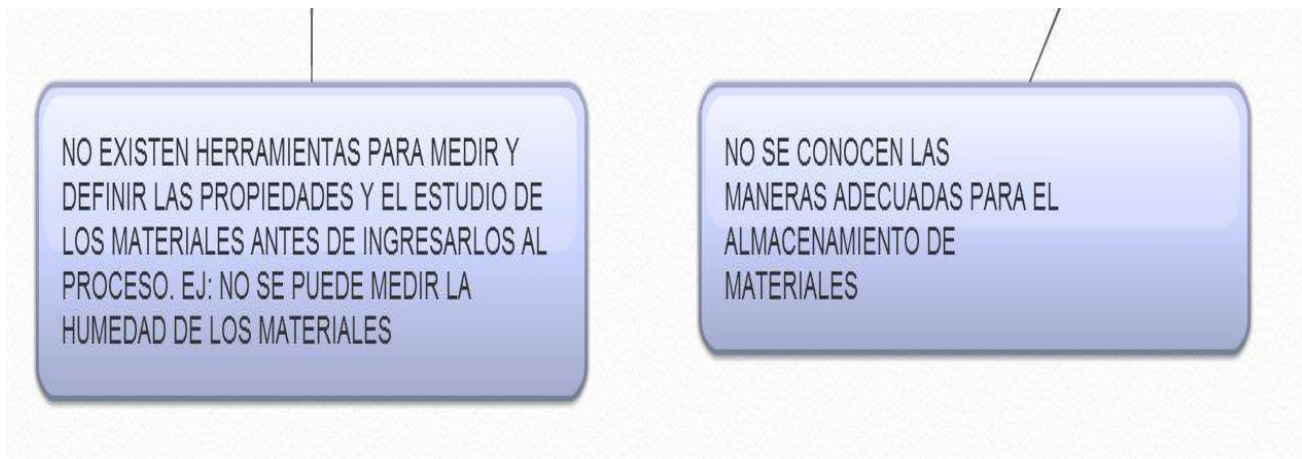 NO EXISTEN HERRAMIENTAS PARA MEDIR Y
DEFINIR LAS PROPIEDADES Y EL ESTUDIO DE
LOS MATERIALES ANTES DE INGRESARLOS AL
PROCESO. EJ: NO SE PUEDE MEDIR LA
HUMEDAD DE LOS MATERIALES
NO SE CONOCEN LAS
MANERAS ADECUADAS PARA EL
ALMACENAMIENTO DE
MATERIALES